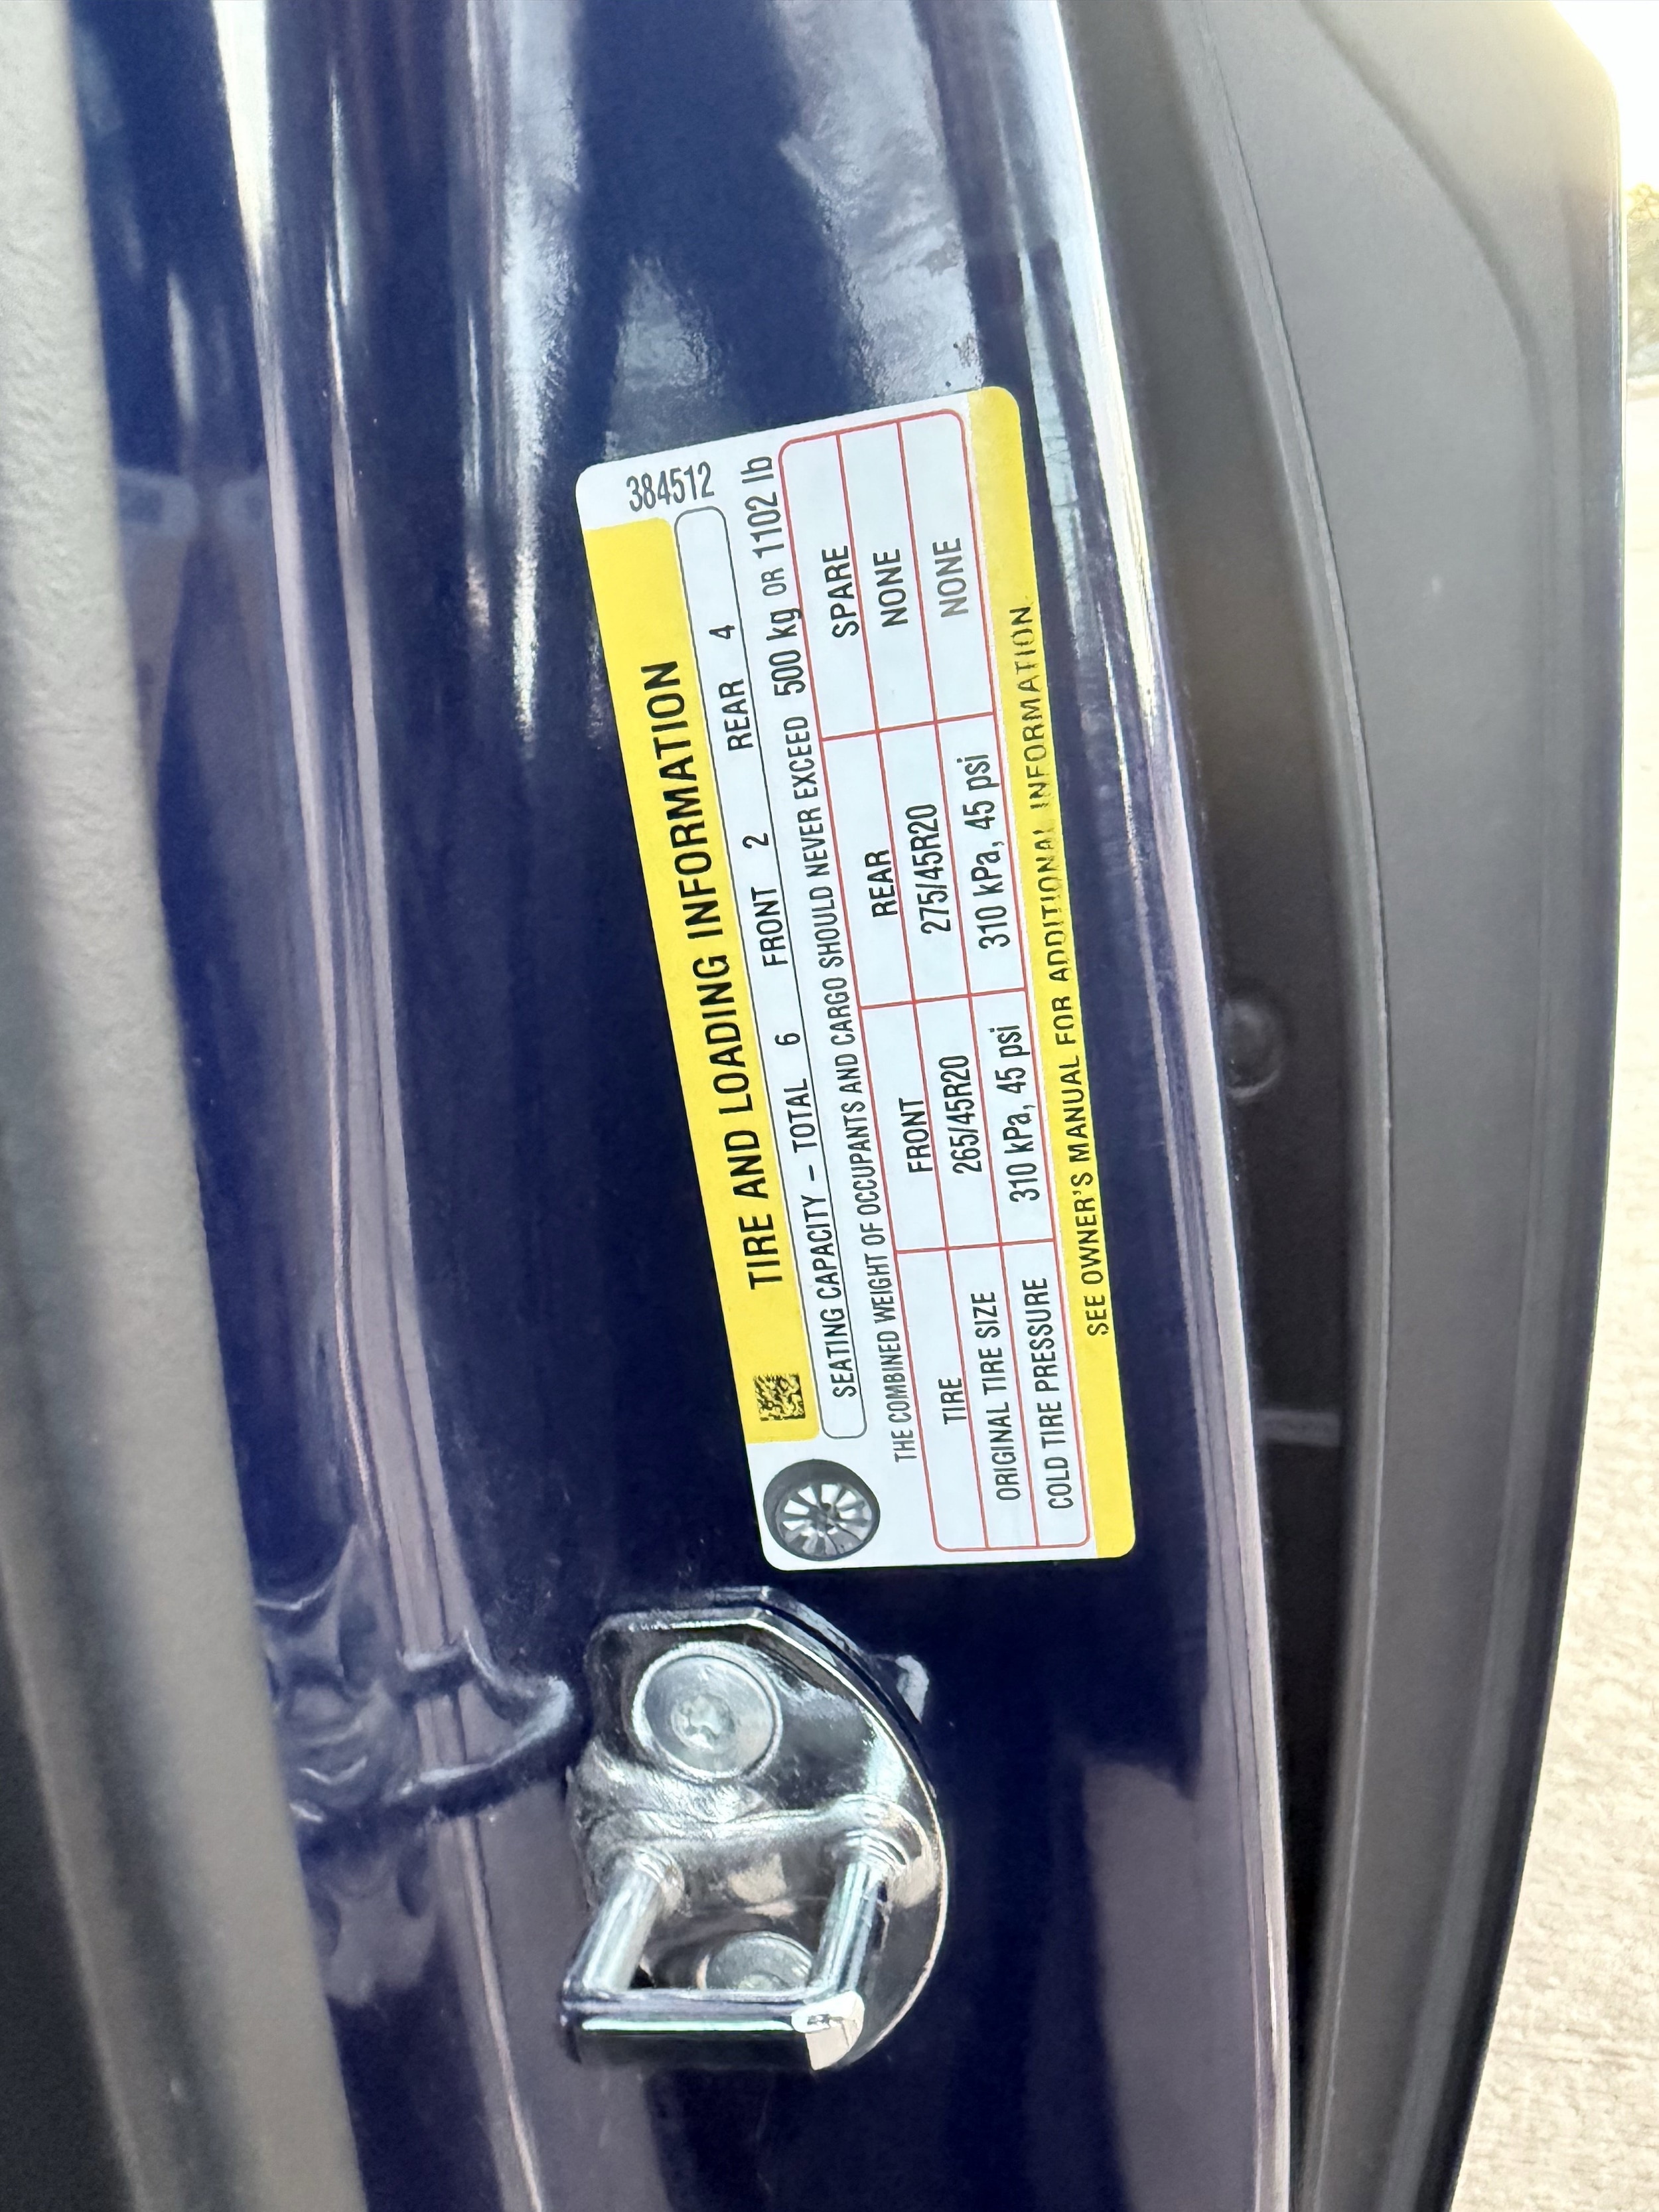 384512
TIRE AND LOADING INFORMATION
SEATING CAPACITY – TOTAL 6 FRONT 2 REAR 4
THE COMBINED WEIGHT OF OCCUPANTS AND CARGO SHOULD NEVER EXCEED 500 kg OR 1102 lb
TIRE FRONT REAR SPARE
ORIGINAL TIRE SIZE 265/45R20 275/45R20 NONE
COLD TIRE PRESSURE 310 kPa, 45 psi 310 kPa, 45 psi NONE
SEE OWNER'S MANUAL FOR ADDITIONAL INFORMATION